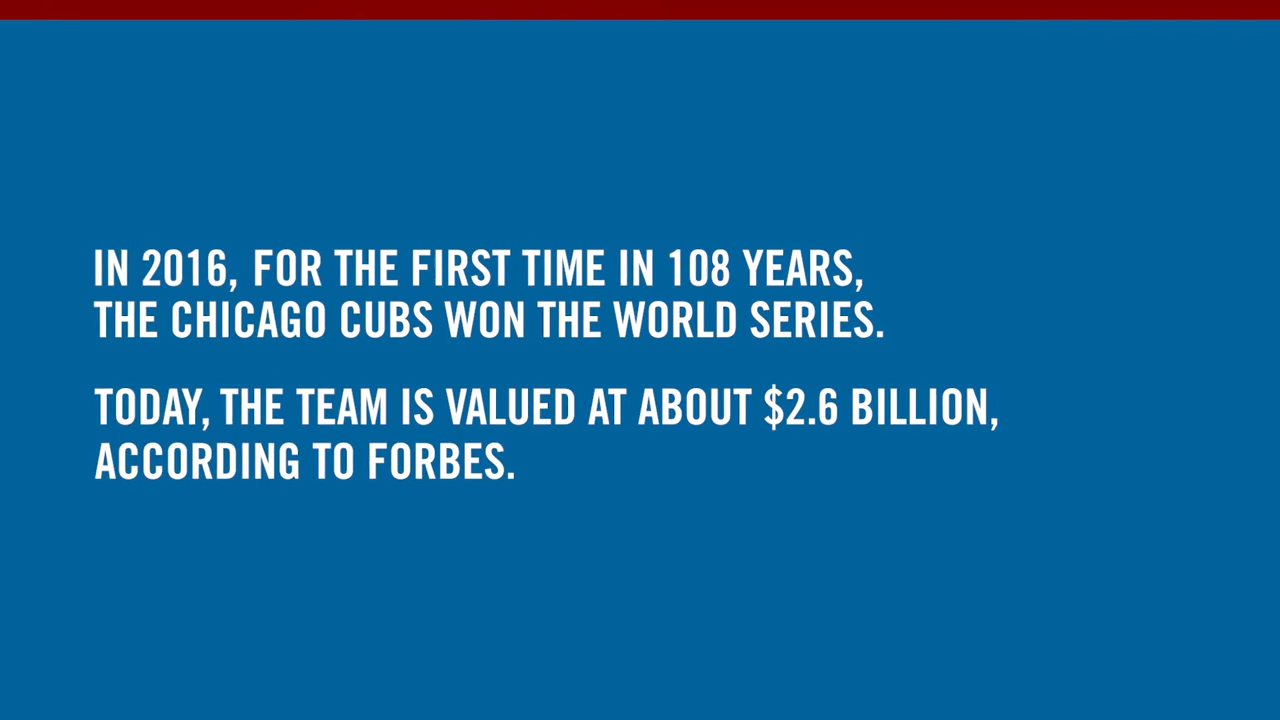 IN 2016, FOR THE FIRST TIME IN 108 YEARS,
THE CHICAGO CUBS WON THE WORLD SERIES.
TODAY, THE TEAM IS VALUED AT ABOUT $2.6 BILLION,
ACCORDING TO FORBES.